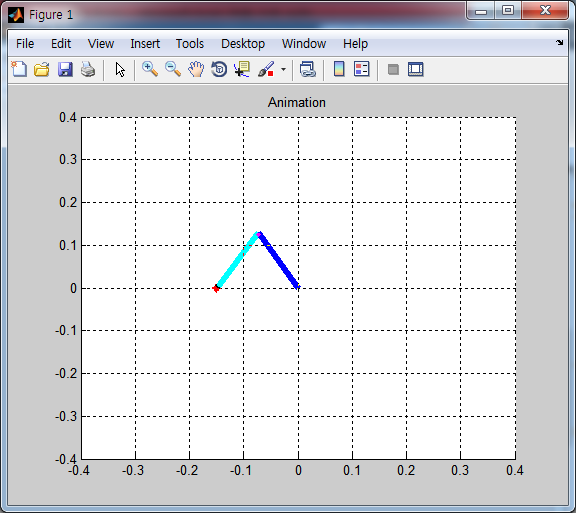 Figure 1
File Edit View Insert Tools Desktop Window Help
Animation
0.4
0.3
0.2
0.1
0
-0.1
-0.2
-0.3
-0.4
-0.4 -0.3 -0.2 -0.1 0 0.1 0.2 0.3 0.4